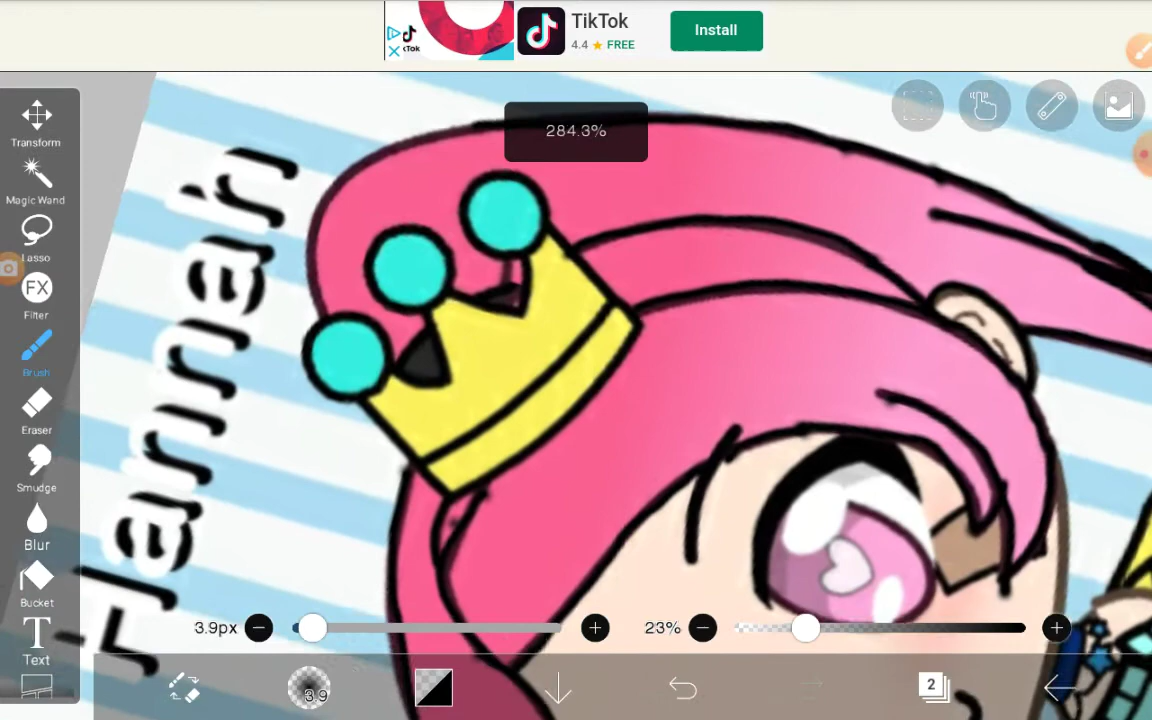 TikTok
4.4 ★ FREE
Install
kTok
284.3%
Transform
Magic Wand
Lasso
FX
Filter
Brush
Eraser
Smudge
Blur
Bucket
T
Text
Hannah
3.9px
23%
3.9
2